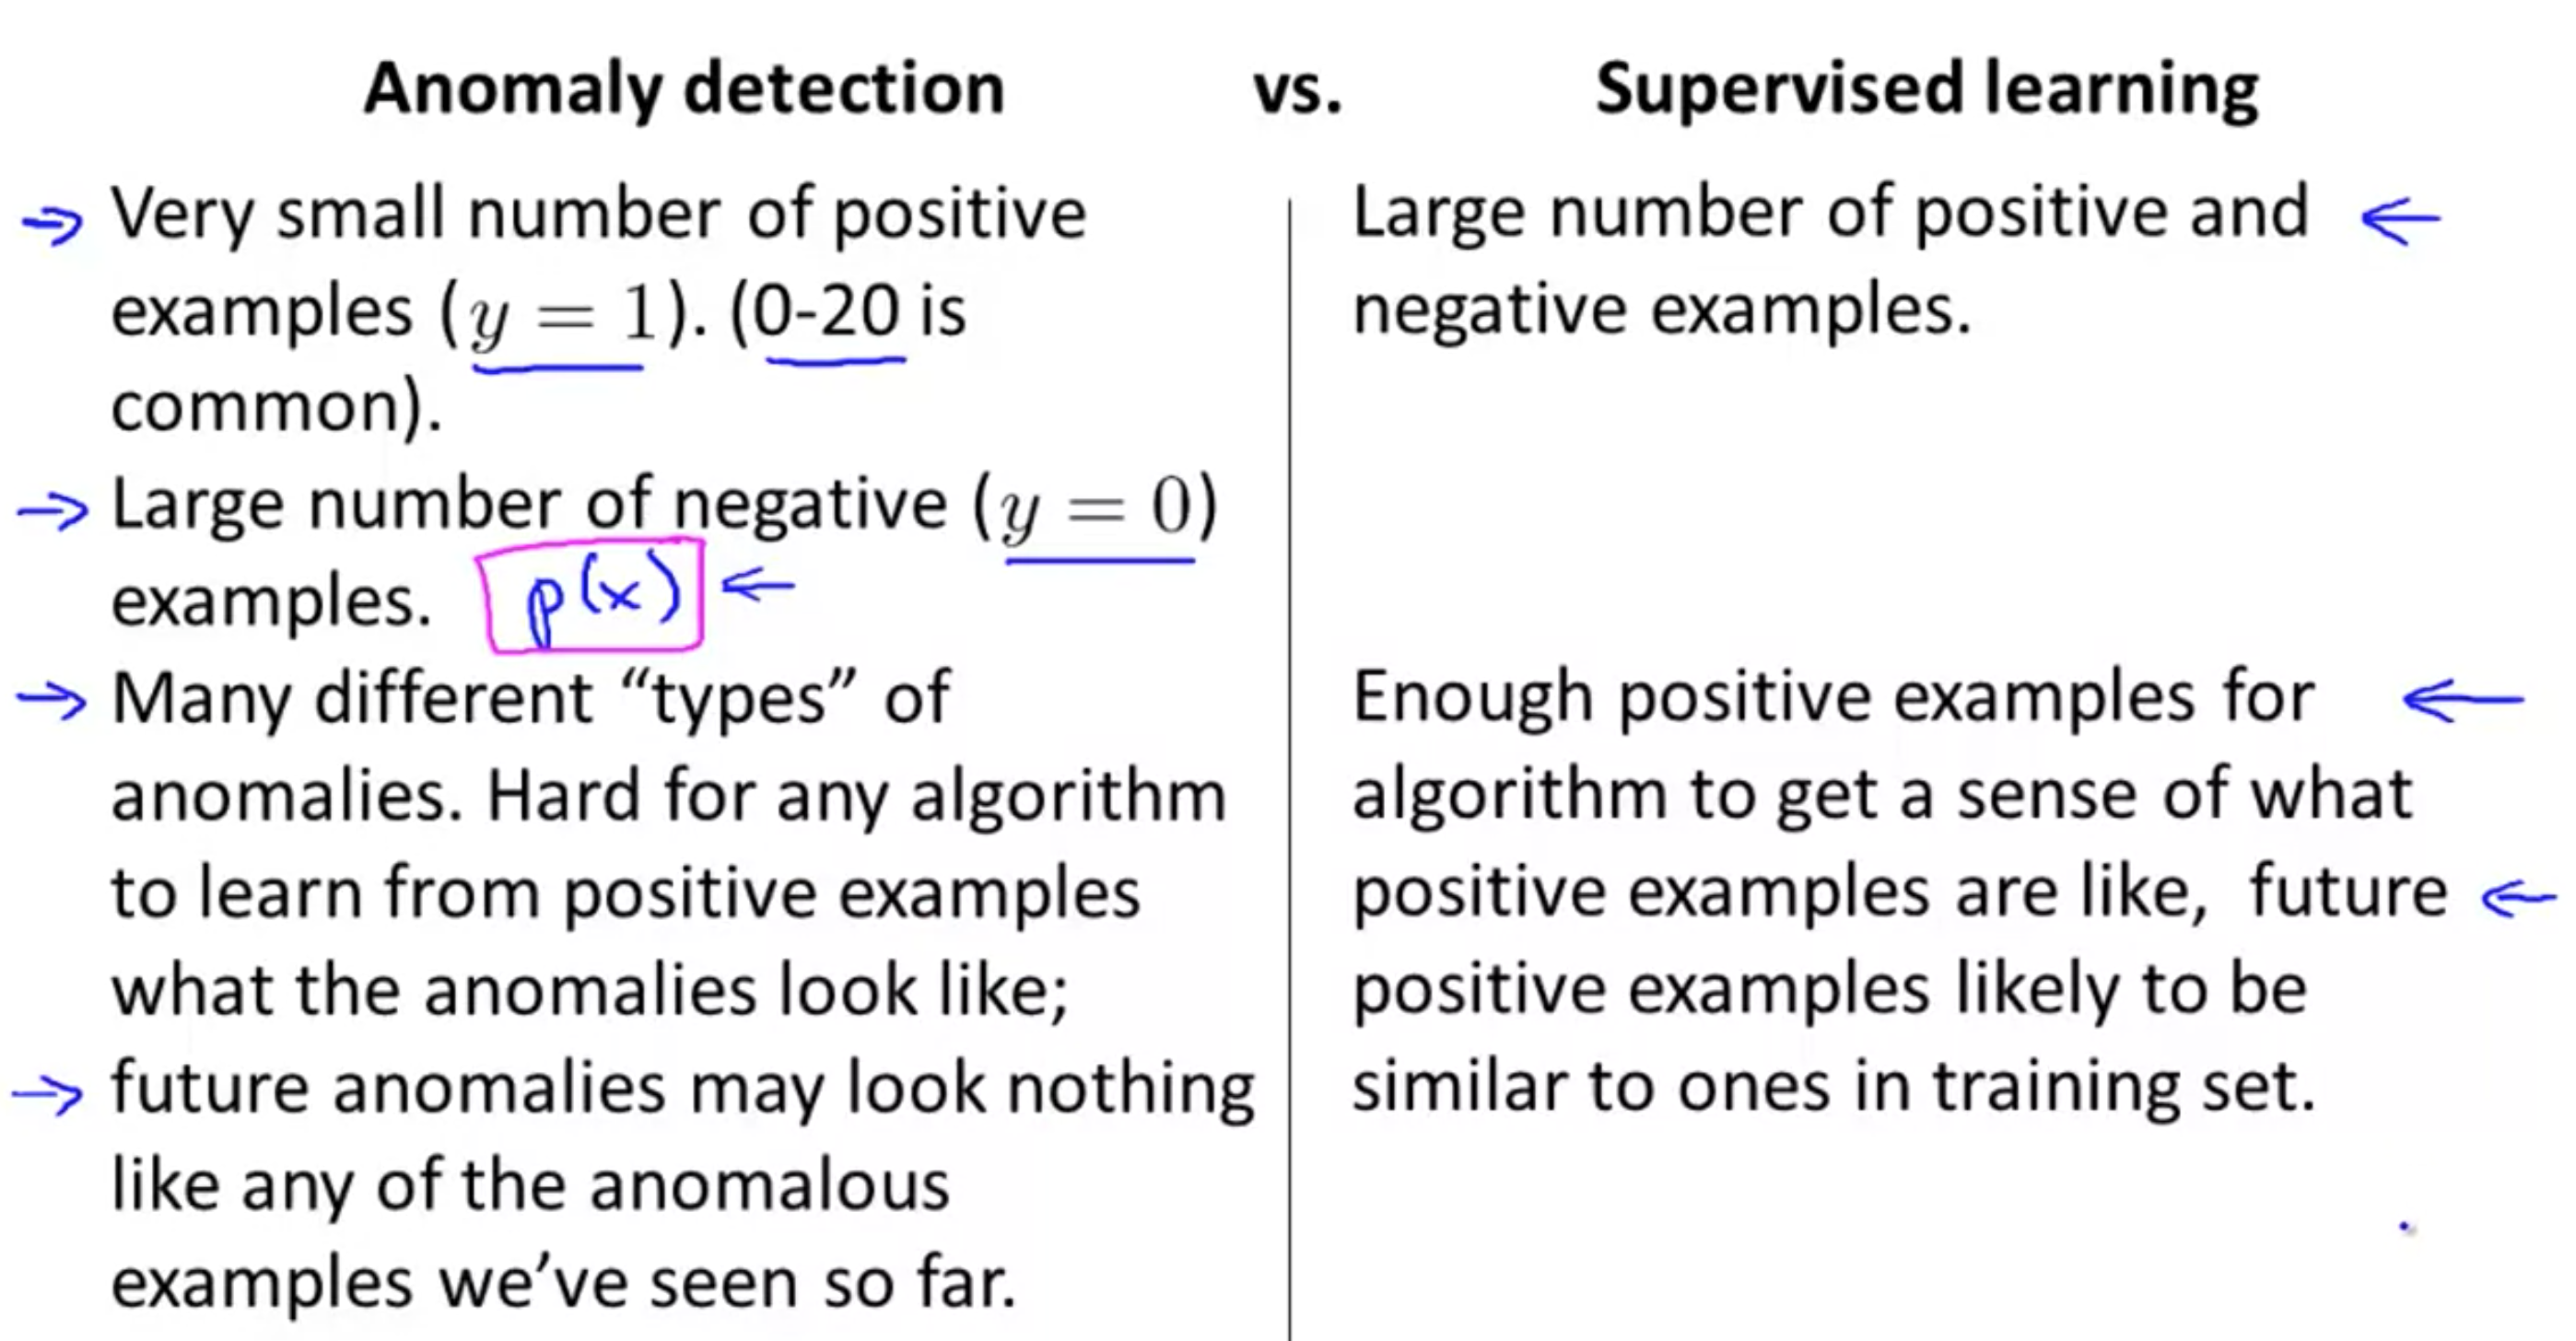 Anomaly detection vs. Supervised learning
Very small number of positive
examples (y = 1). (0-20 is
common).
Large number of negative (y = 0)
examples. p(x)
Many different “types” of
anomalies. Hard for any algorithm
to learn from positive examples
what the anomalies look like;
future anomalies may look nothing
like any of the anomalous
examples we’ve seen so far.
Large number of positive and
negative examples.
Enough positive examples for
algorithm to get a sense of what
positive examples are like, future
positive examples likely to be
similar to ones in training set.